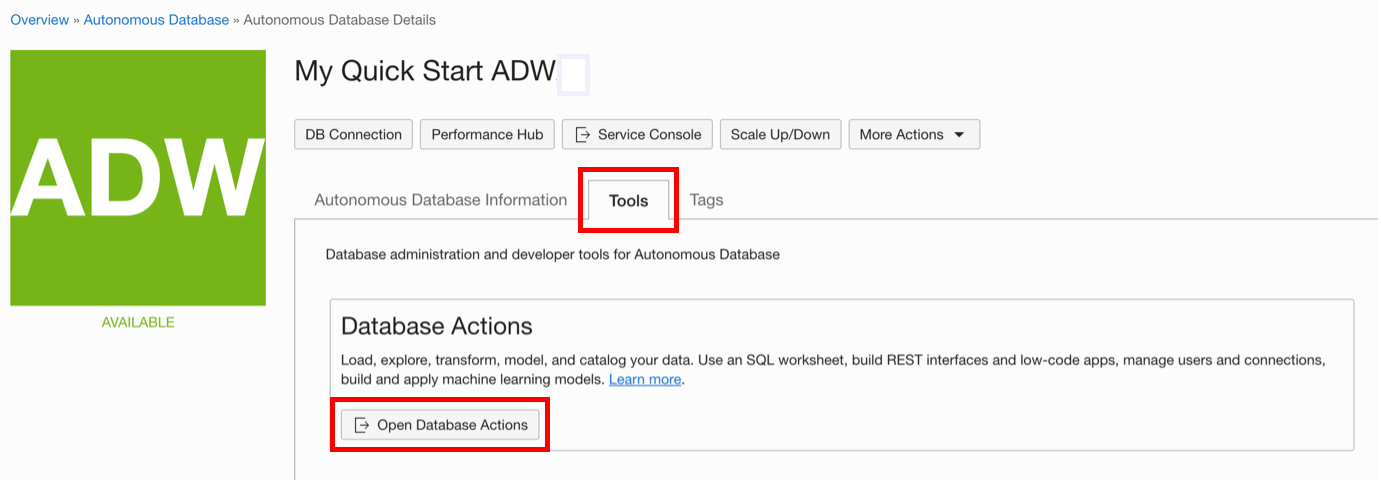 Overview » Autonomous Database » Autonomous Database Details
ADW
AVAILABLE
My Quick Start ADW
DB Connection Performance Hub Service Console Scale Up/Down More Actions
Autonomous Database Information Tools Tags
Database administration and developer tools for Autonomous Database
Database Actions
Load, explore, transform, model, and catalog your data. Use an SQL worksheet, build REST interfaces and low-code apps, manage users and connections,
build and apply machine learning models. Learn more.
Open Database Actions